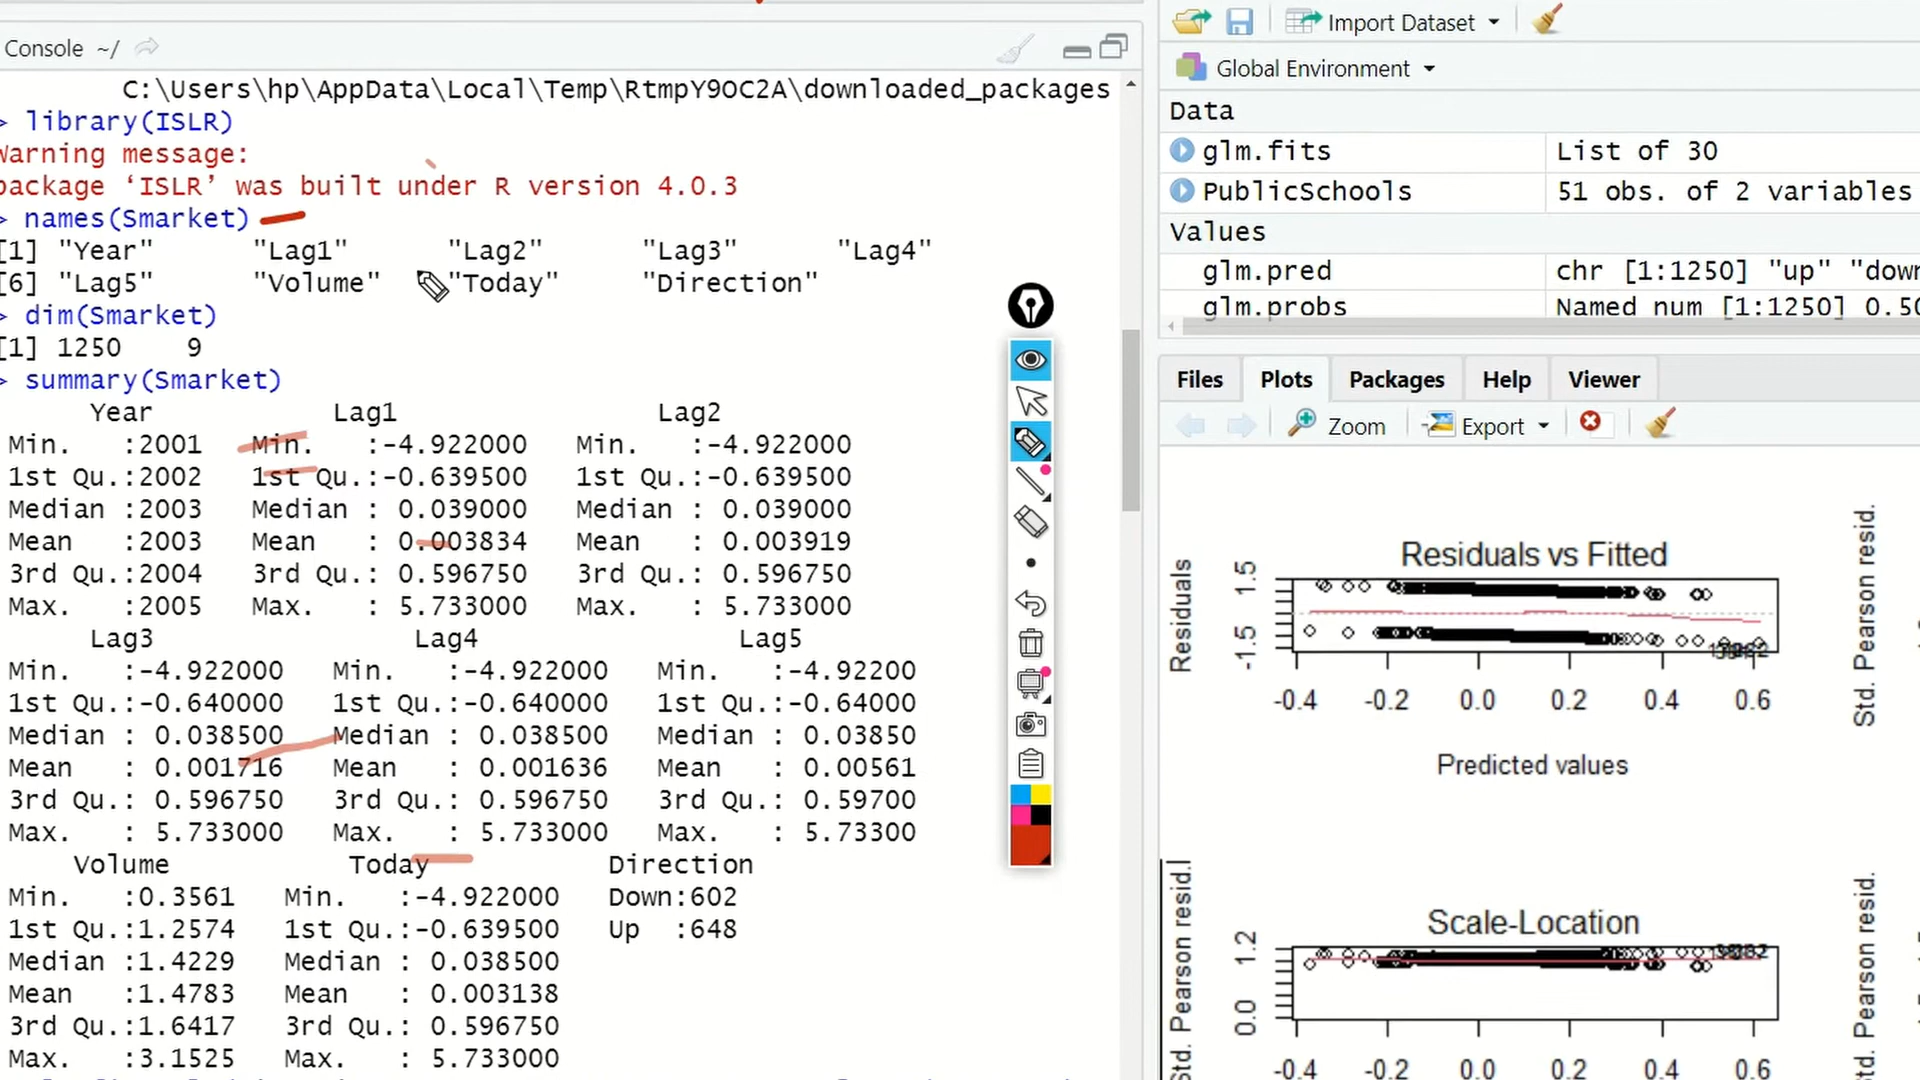 Console ~/
C:\Users\hp\AppData\Local\Temp\RtmpY9OC2A\downloaded_packages
> library(ISLR)
Warning message:
package ‘ISLR’ was built under R version 4.0.3
> names(Smarket)
[1] "Year" "Lag1" "Lag2" "Lag3" "Lag4"
[6] "Lag5" "Volume" "Today" "Direction"
> dim(Smarket)
[1] 1250 9
> summary(Smarket)
Year Lag1 Lag2
Min. :2001 Min. :-4.922000 Min. :-4.922000
1st Qu.:2002 1st Qu.:-0.639500 1st Qu.:-0.639500
Median :2003 Median : 0.039000 Median : 0.039000
Mean :2003 Mean : 0.003834 Mean : 0.003919
3rd Qu.:2004 3rd Qu.: 0.596750 3rd Qu.: 0.596750
Max. :2005 Max. : 5.733000 Max. : 5.733000
Lag3 Lag4 Lag5
Min. :-4.922000 Min. :-4.922000 Min. :-4.92200
1st Qu.:-0.640000 1st Qu.:-0.640000 1st Qu.:-0.64000
Median : 0.038500 Median : 0.038500 Median : 0.03850
Mean : 0.001716 Mean : 0.001636 Mean : 0.00561
3rd Qu.: 0.596750 3rd Qu.: 0.596750 3rd Qu.: 0.59700
Max. : 5.733000 Max. : 5.733000 Max. : 5.73300
Volume Today Direction
Min. :0.3561 Min. :-4.922000 Down:602
1st Qu.:1.2574 1st Qu.:-0.639500 Up :648
Median :1.4229 Median : 0.038500
Mean :1.4783 Mean : 0.003138
3rd Qu.:1.6417 3rd Qu.: 0.596750
Max. :3.1525 Max. : 5.733000
Import Dataset
Global Environment
Data
glm.fits List of 30
PublicSchools 51 obs. of 2 variables
Values
glm.pred chr [1:1250] "up" "down
glm.probs Named num [1:1250] 0.50
Files Plots Packages Help Viewer
Zoom Export
Residuals vs Fitted
Residuals
1.5
-1.5
-0.4 -0.2 0.0 0.2 0.4 0.6
Predicted values
Std. Pearson resid.
Scale-Location
Std. Pearson resid.
1.2
0.0
-0.4 -0.2 0.0 0.2 0.4 0.6
Std. Pearson resid.